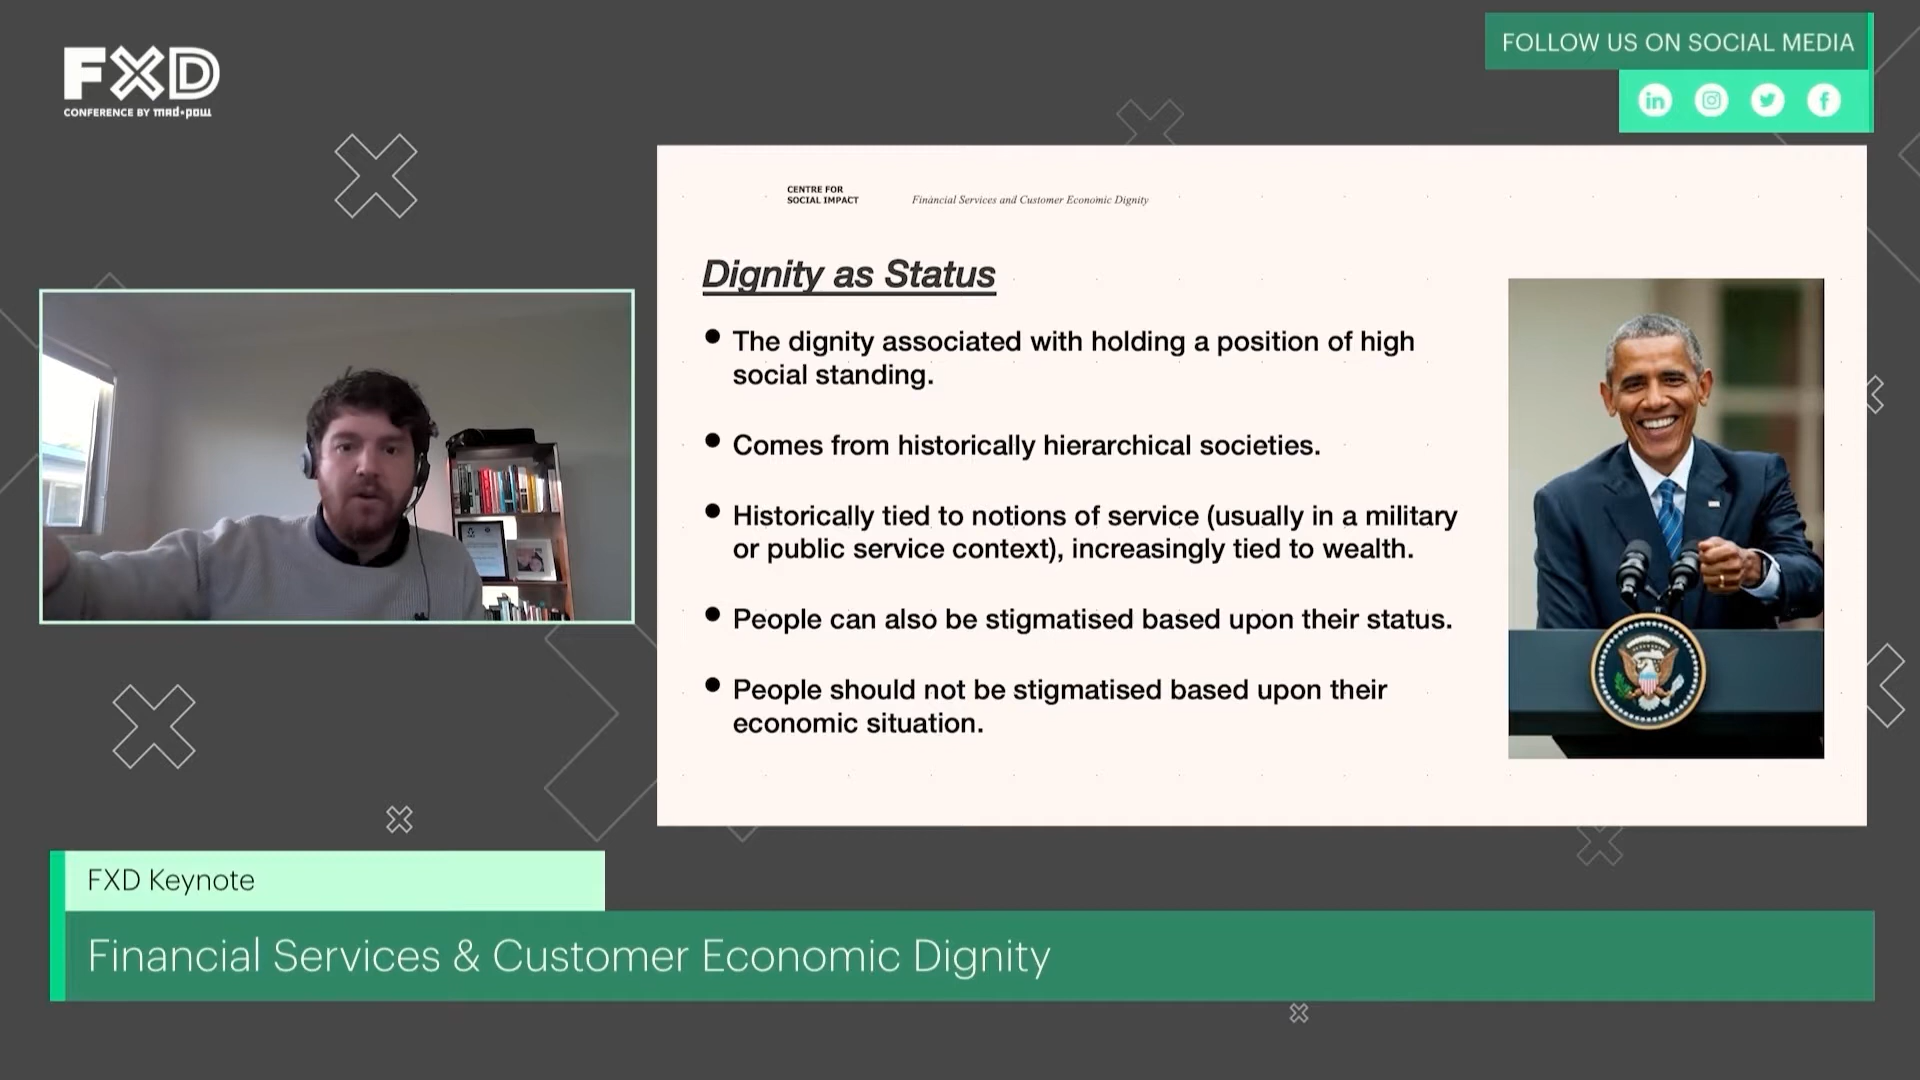 FXD
CONFERENCE BY mad*pow
FOLLOW US ON SOCIAL MEDIA
CENTRE FOR
SOCIAL IMPACT
Financial Services and Customer Economic Dignity
Dignity as Status
• The dignity associated with holding a position of high
social standing.
• Comes from historically hierarchical societies.
• Historically tied to notions of service (usually in a military
or public service context), increasingly tied to wealth.
• People can also be stigmatised based upon their status.
• People should not be stigmatised based upon their
economic situation.
FXD Keynote
Financial Services & Customer Economic Dignity